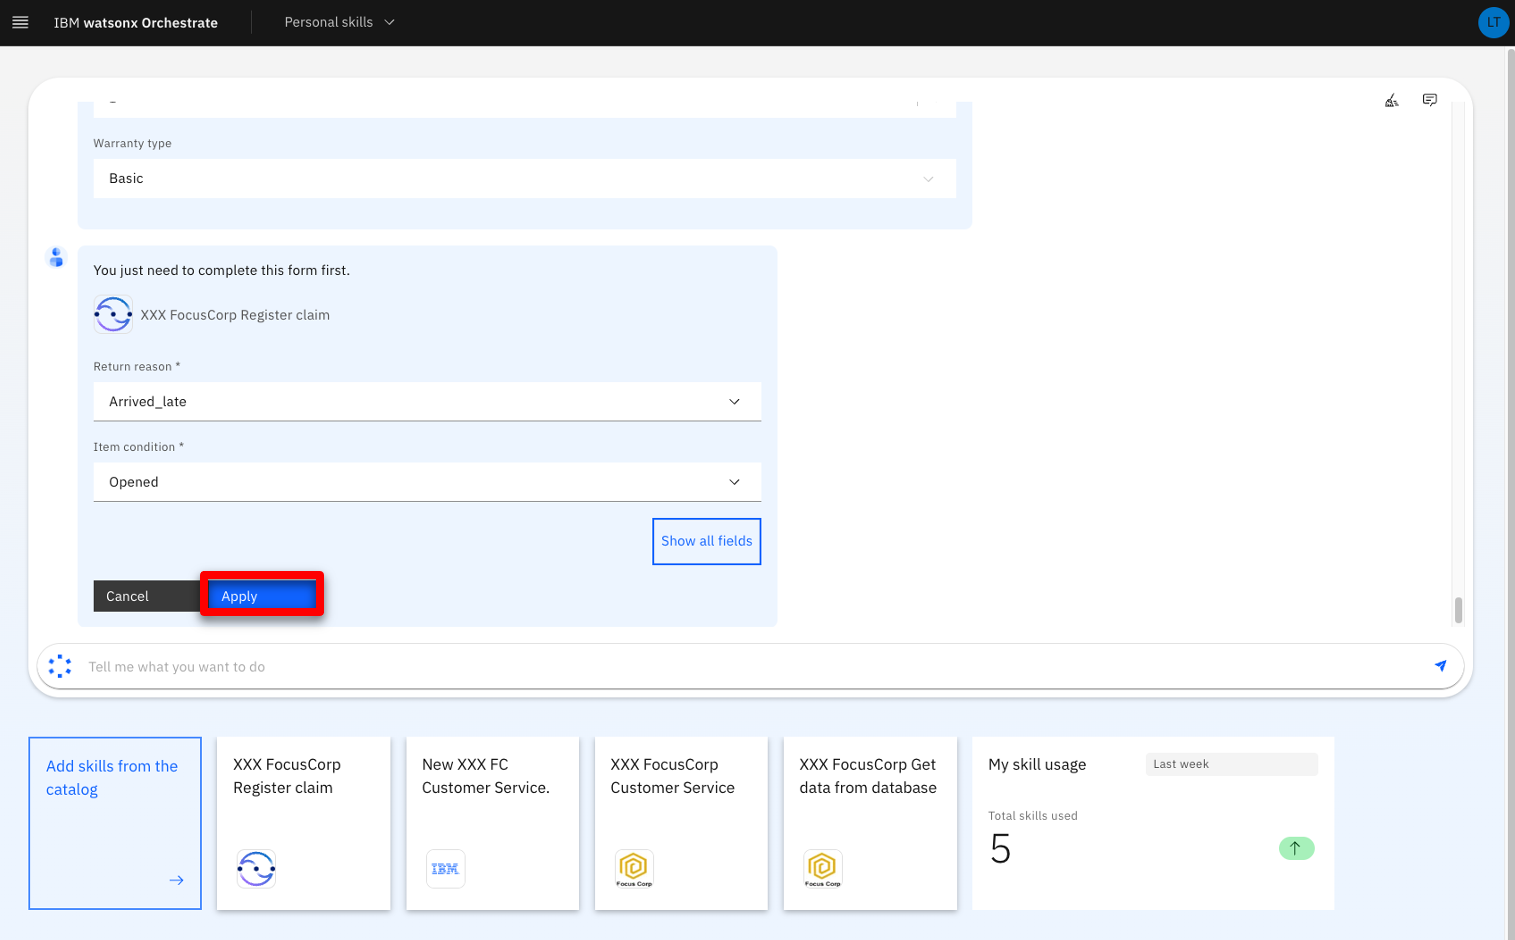 IBM watsonx Orchestrate
Personal skills
LT
Warranty type
Basic
You just need to complete this form first.
XXX FocusCorp Register claim
Return reason *
Arrived_late
Item condition *
Opened
Show all fields
Cancel
Apply
Tell me what you want to do
Add skills from the
catalog
XXX FocusCorp
Register claim
New XXX FC
Customer Service.
IBM
XXX FocusCorp
Customer Service
Focus Corp
XXX FocusCorp Get
data from database
Focus Corp
My skill usage
Last week
Total skills used
5